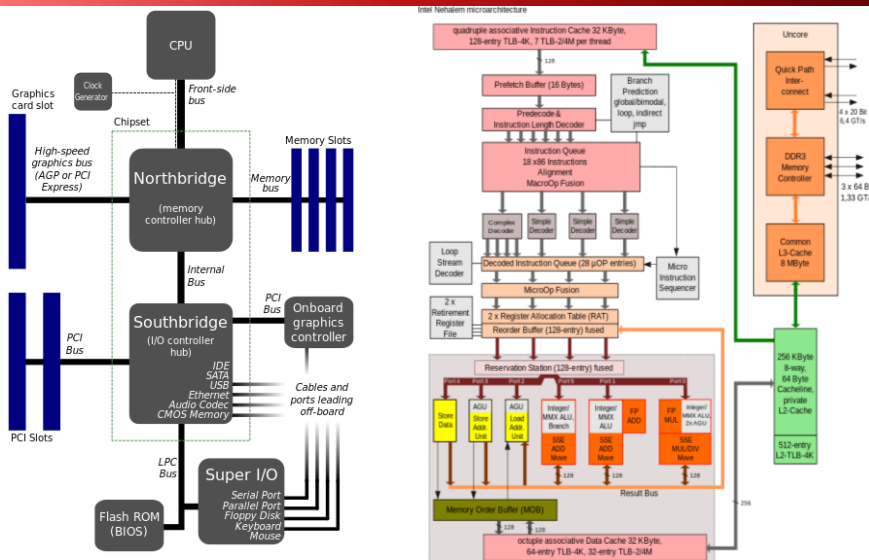 CPU
Clock
Generator
Front-side
bus
Graphics
card slot
Chipset
High-speed
graphics bus
(AGP or PCI
Express)
Northbridge
(memory
controller hub)
Memory
bus
Memory Slots
Internal
Bus
PCI
Bus
Southbridge
(I/O controller
hub)
PCI
Bus
Onboard
graphics
controller
IDE
SATA
USB
Ethernet
Audio Codec
CMOS Memory
Cables and
ports leading
off-board
PCI Slots
LPC
Bus
Super I/O
Serial Port
Parallel Port
Floppy Disk
Keyboard
Mouse
Flash ROM
(BIOS)
Intel Nehalem microarchitecture
quadruple associative Instruction Cache 32 KByte,
128-entry TLB-4K, 7 TLB-2/4M per thread
128
Prefetch Buffer (16 Bytes)
Predecode &
Instruction Length Decoder
Branch
Prediction
global/bimodal,
loop, indirect
jmp
Instruction Queue
18 x86 Instructions
Alignment
MacroOp Fusion
Complex
Decoder
Simple
Decoder
Simple
Decoder
Simple
Decoder
Loop
Stream
Decoder
Decoded Instruction Queue (28 µOP entries)
Micro
Instruction
Sequencer
MicroOp Fusion
2 x
Retirement
Register
File
2 x Register Allocation Table (RAT)
Reorder Buffer (128-entry) fused
Reservation Station (128-entry) fused
Port 4
Port 3
Port 2
Port 5
Port 1
Port 0
Store
Data
AGU
Store
Addr.
Unit
AGU
Load
Addr.
Unit
Integer/
MMX ALU,
Branch
SSE
ADD
Move
Integer/
MMX
ALU
FP
ADD
SSE
ADD
Move
FP
MUL
Integer/
MMX ALU,
2x AGU
SSE
MUL/DIV
Move
128
128
128
Result Bus
Memory Order Buffer (MOB)
128
128
256
octuple associative Data Cache 32 KByte,
64-entry TLB-4K, 32-entry TLB-2/4M
Uncore
Quick Path
Inter-
connect
4 x 20 Bit
6,4 GT/s
DDR3
Memory
Controller
3 x 64 B
1,33 GT/
Common
L3-Cache
8 MByte
256 KByte
8-way,
64 Byte
Cacheline,
private
L2-Cache
512-entry
L2-TLB-4K